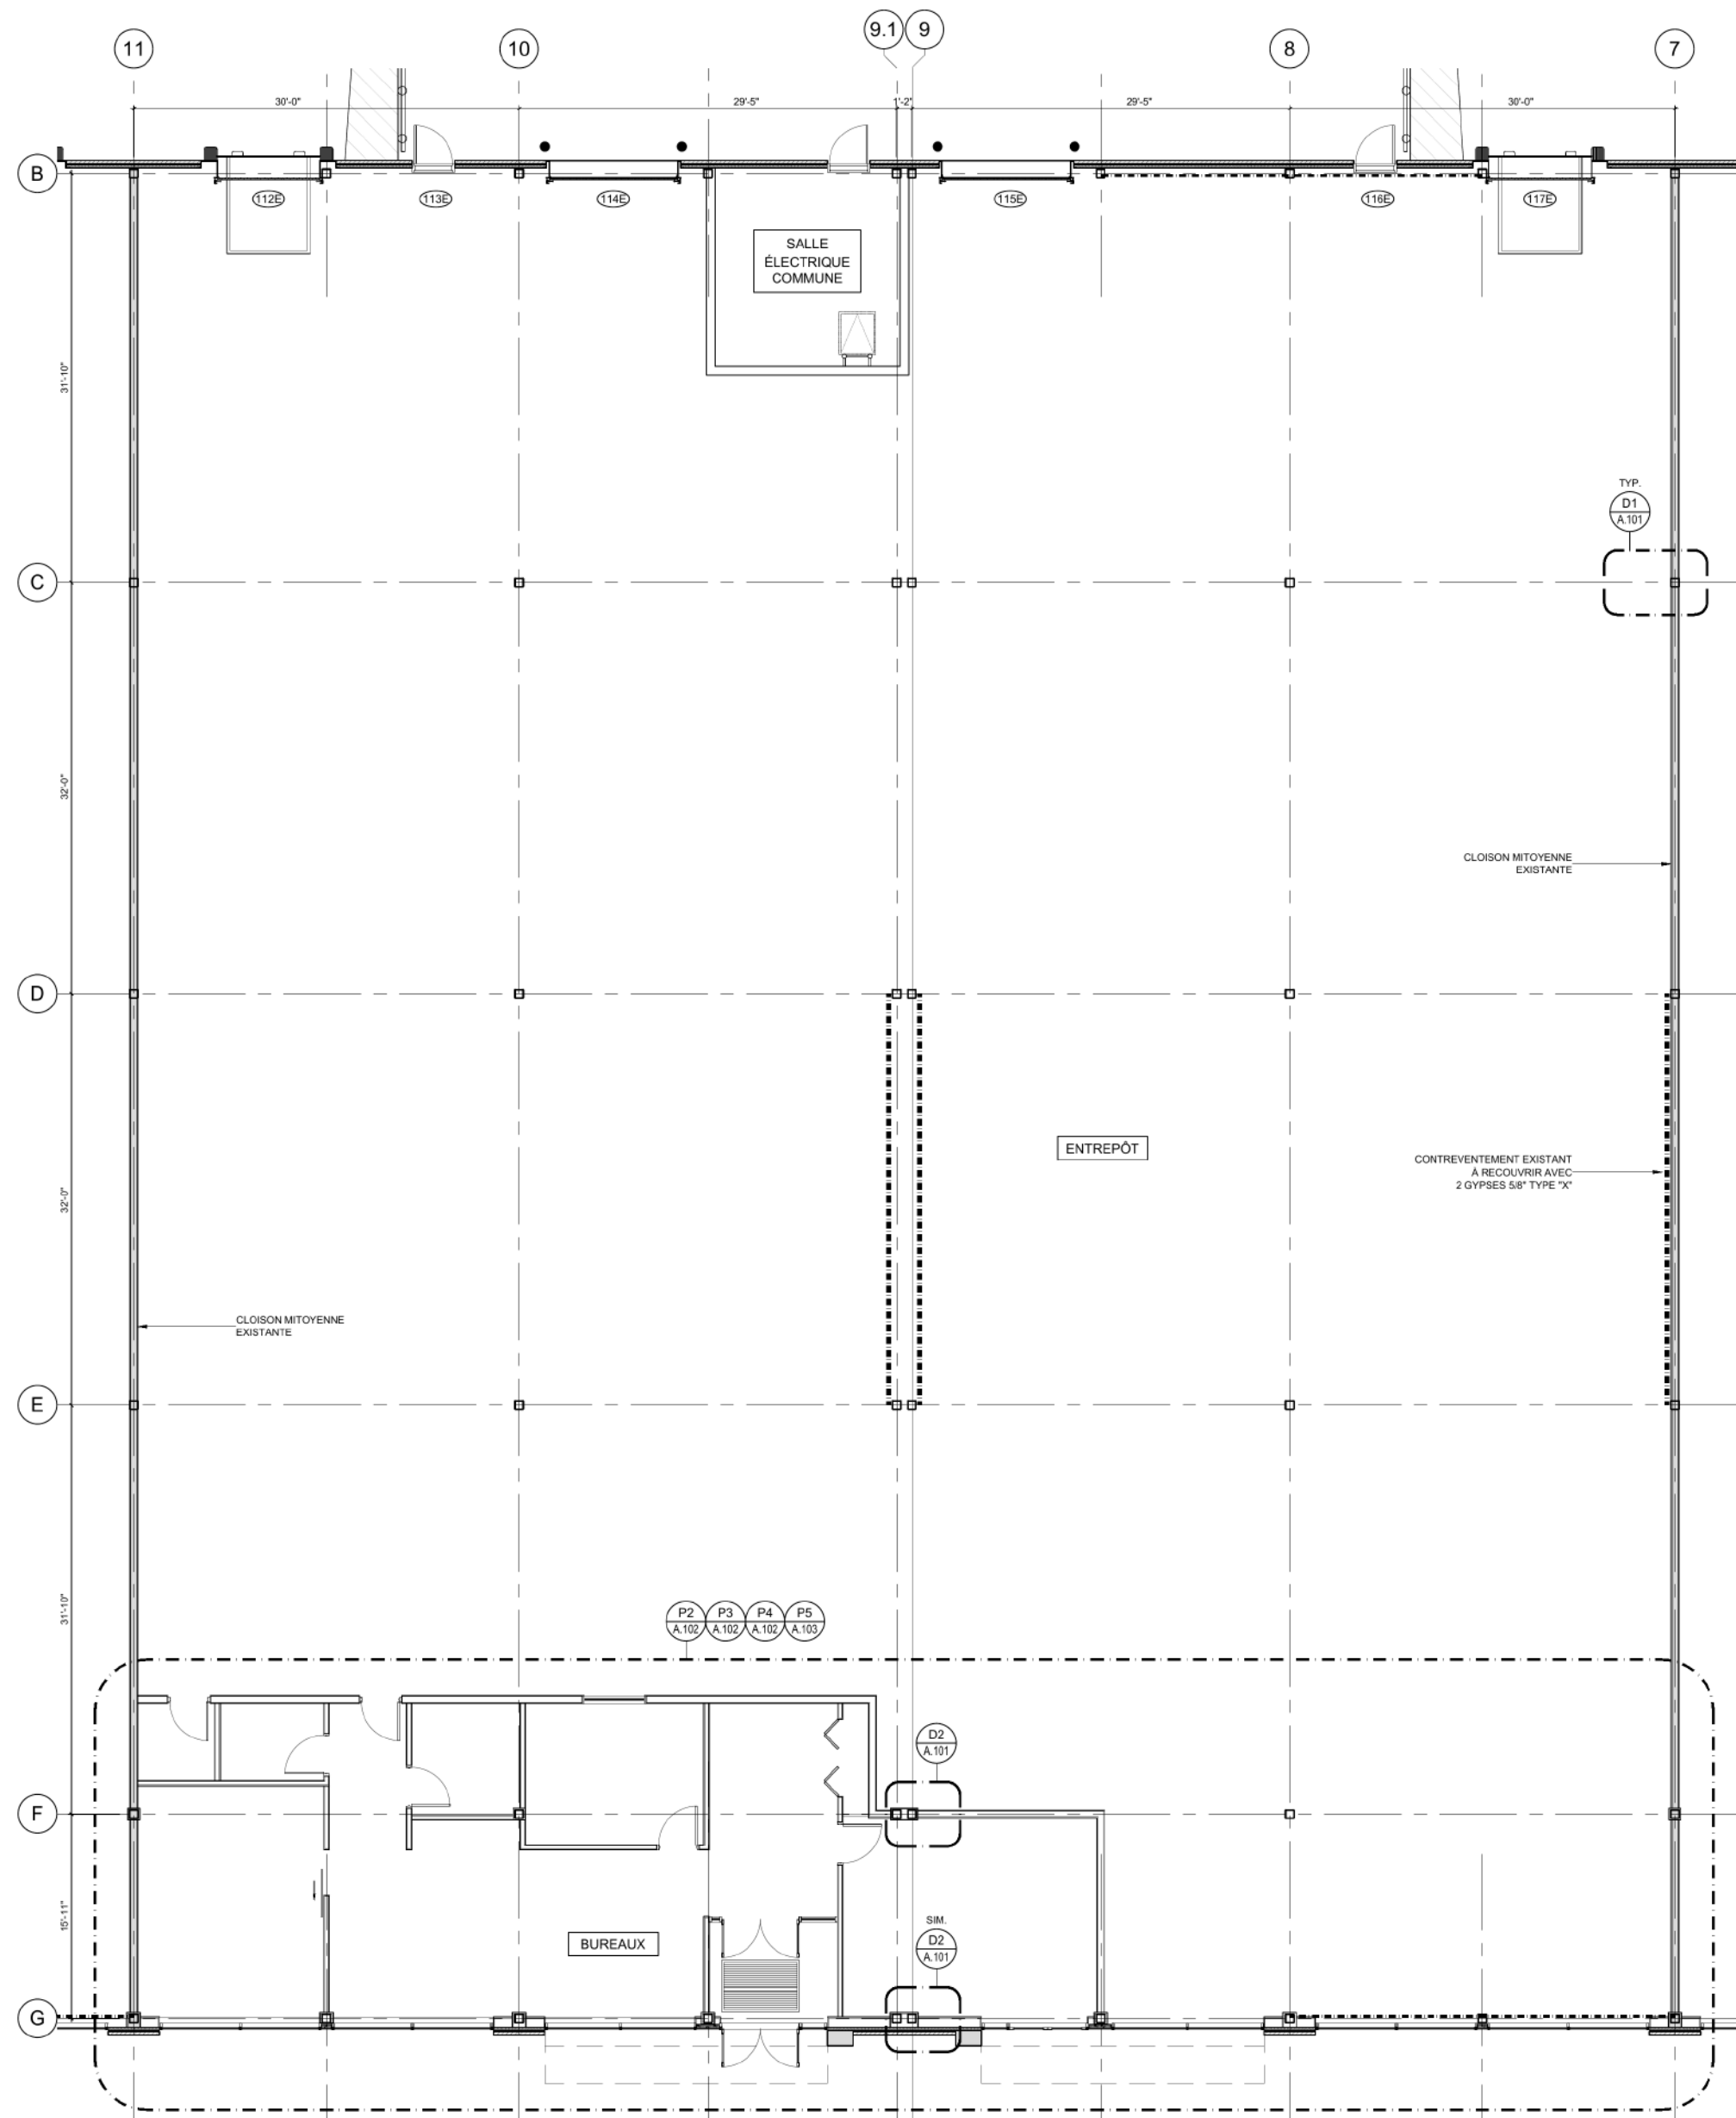 11
10
9.1
9
8
7
30'-0"
29'-5"
1'-2"
29'-5"
30'-0"
B
112E
113E
114E
115E
116E
117E
SALLE
ÉLECTRIQUE
COMMUNE
31'-10"
TYP.
D1
A.101
C
32'-0"
CLOISON MITOYENNE
EXISTANTE
D
ENTREPÔT
CONTREVENTEMENT EXISTANT
À RECOUVRIR AVEC
2 GYPSES 5/8" TYPE "X"
32'-0"
CLOISON MITOYENNE
EXISTANTE
E
31'-10"
P2
A.102
P3
A.102
P4
A.102
P5
A.103
D2
A.101
F
15'-11"
BUREAUX
SIM.
D2
A.101
G